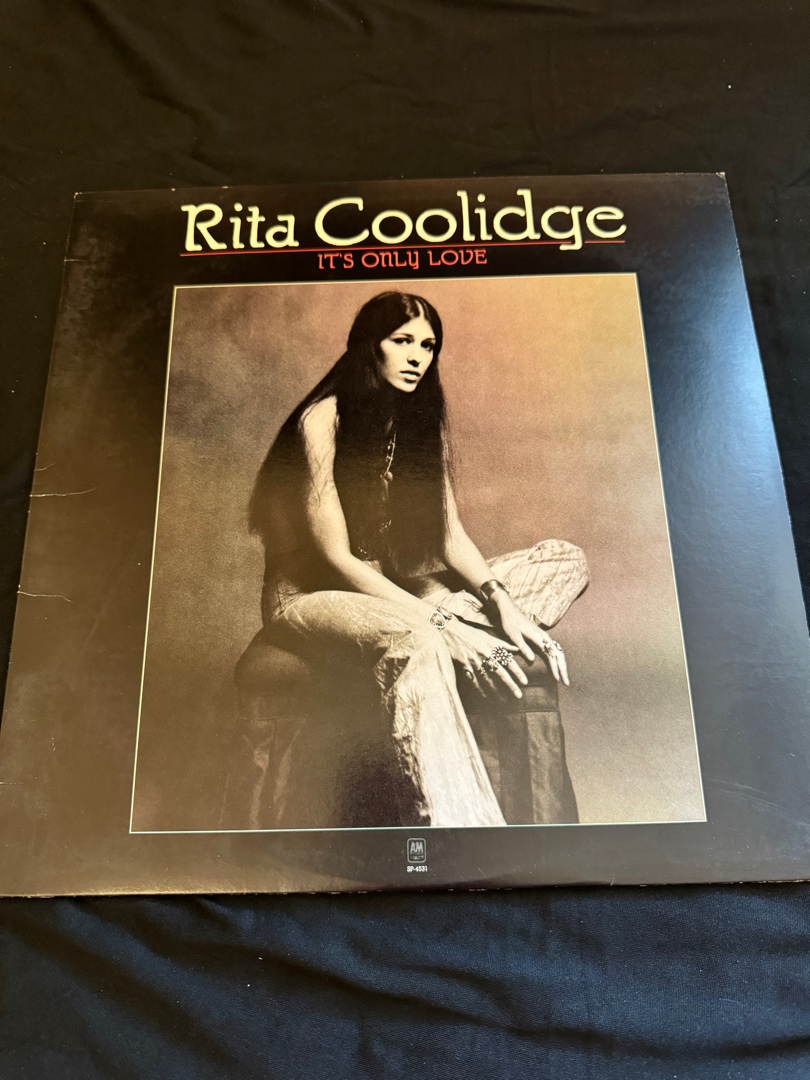 Rita Coolidge
IT'S ONLY LOVE
A&M
SP-4531